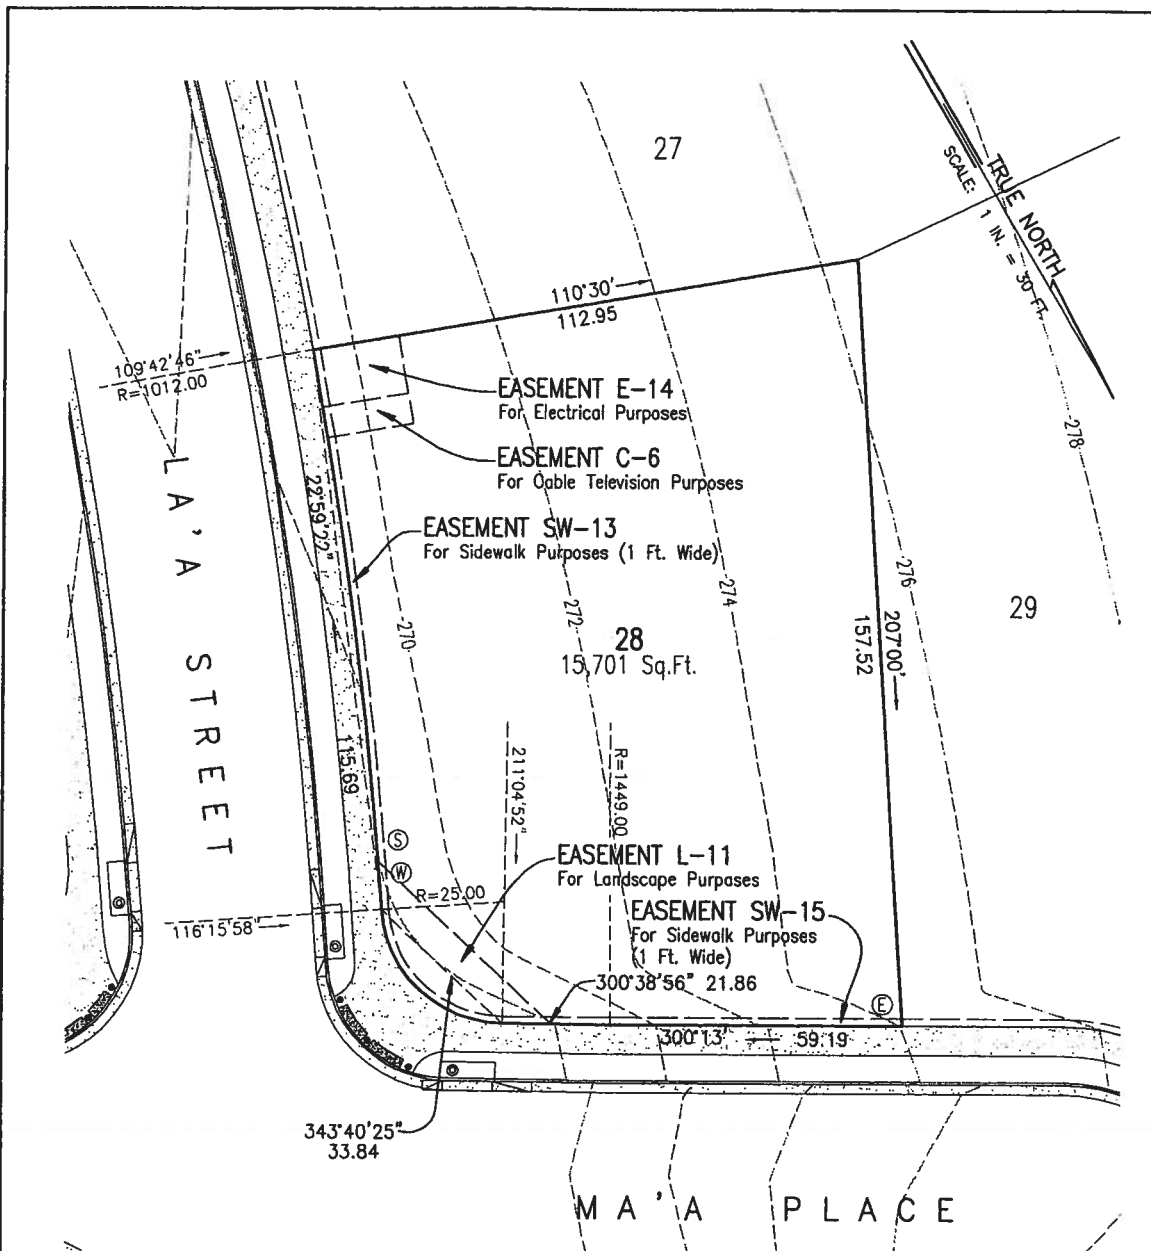 27
TRUE NORTH
SCALE: 1 IN. = 30 FT.
110°30'
112.95
109°42'46"
R=1012.00
EASEMENT E-14
For Electrical Purposes
278
EASEMENT C-6
For Cable Television Purposes
22°59'22"
EASEMENT SW-13
For Sidewalk Purposes (1 Ft. Wide)
LA'A STREET
270
272
274
276
28
15,701 Sq.Ft.
29
207°00'
157.52
115.69
211°04'52"
R=1449.00
S
W
EASEMENT L-11
For Landscape Purpases
R=25.00
116°15'58"
EASEMENT SW-15
For Sidewalk Purposes
(1 Ft. Wide)
300°38'56" 21.86
E
300°13' 59.19
343°40'25"
33.84
MA'A PLACE